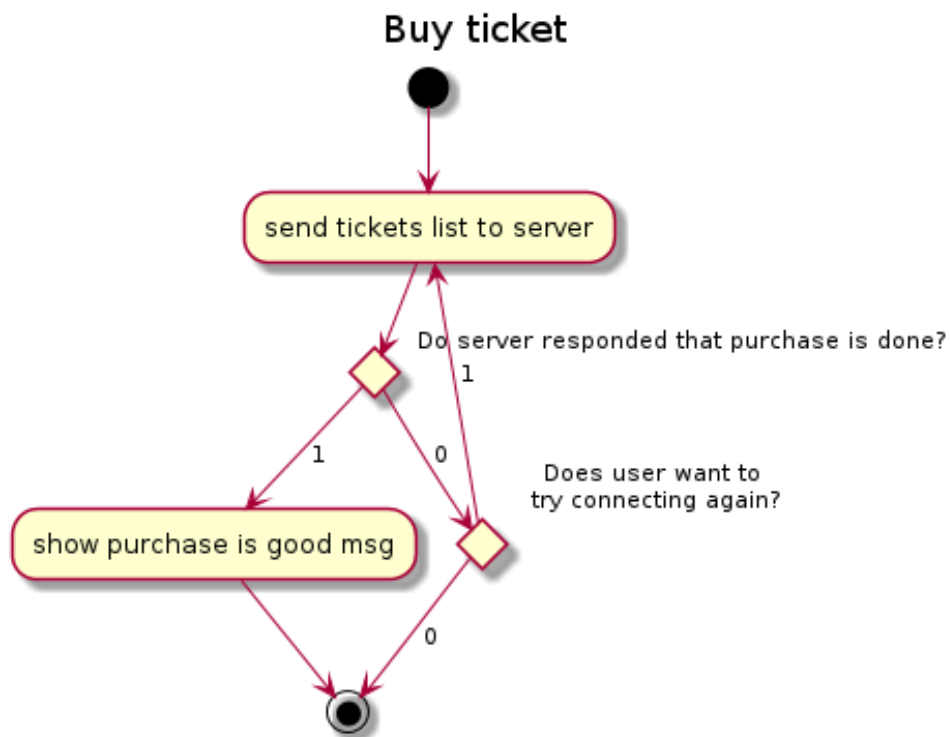 Buy ticket
send tickets list to server
Do server responded that purchase is done?
1
1
0
Does user want to
try connecting again?
show purchase is good msg
0